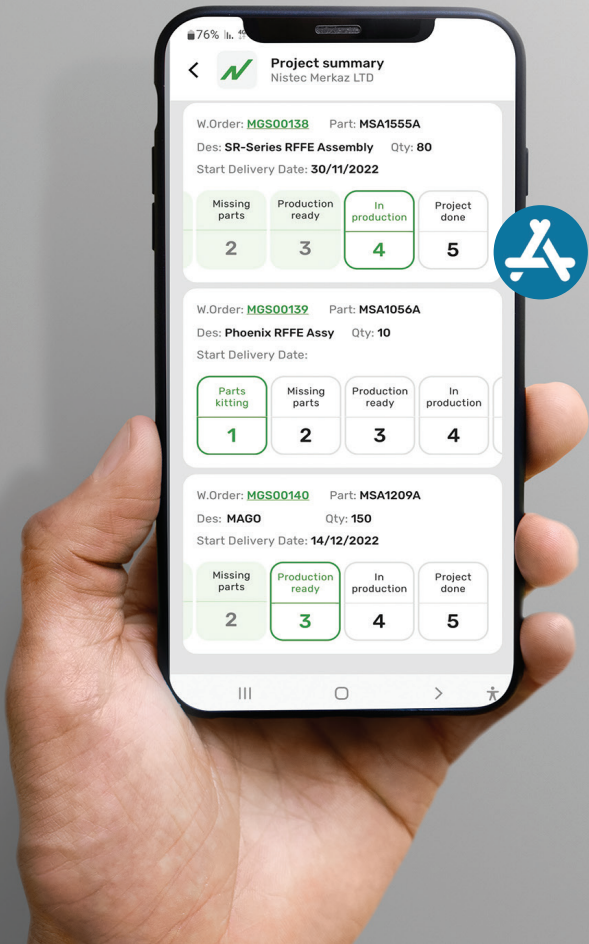 76%
Project summary
Nistec Merkaz LTD
W.Order: MGS00138 Part: MSA1555A
Des: SR-Series RFFE Assembly Qty: 80
Start Delivery Date: 30/11/2022
Missing parts Production ready In production Project done
2 3 4 5
W.Order: MGS00139 Part: MSA1056A
Des: Phoenix RFFE Assy Qty: 10
Start Delivery Date:
Parts kitting Missing parts Production ready In production
1 2 3 4
W.Order: MGS00140 Part: MSA1209A
Des: MAGO Qty: 150
Start Delivery Date: 14/12/2022
Missing parts Production ready In production Project done
2 3 4 5